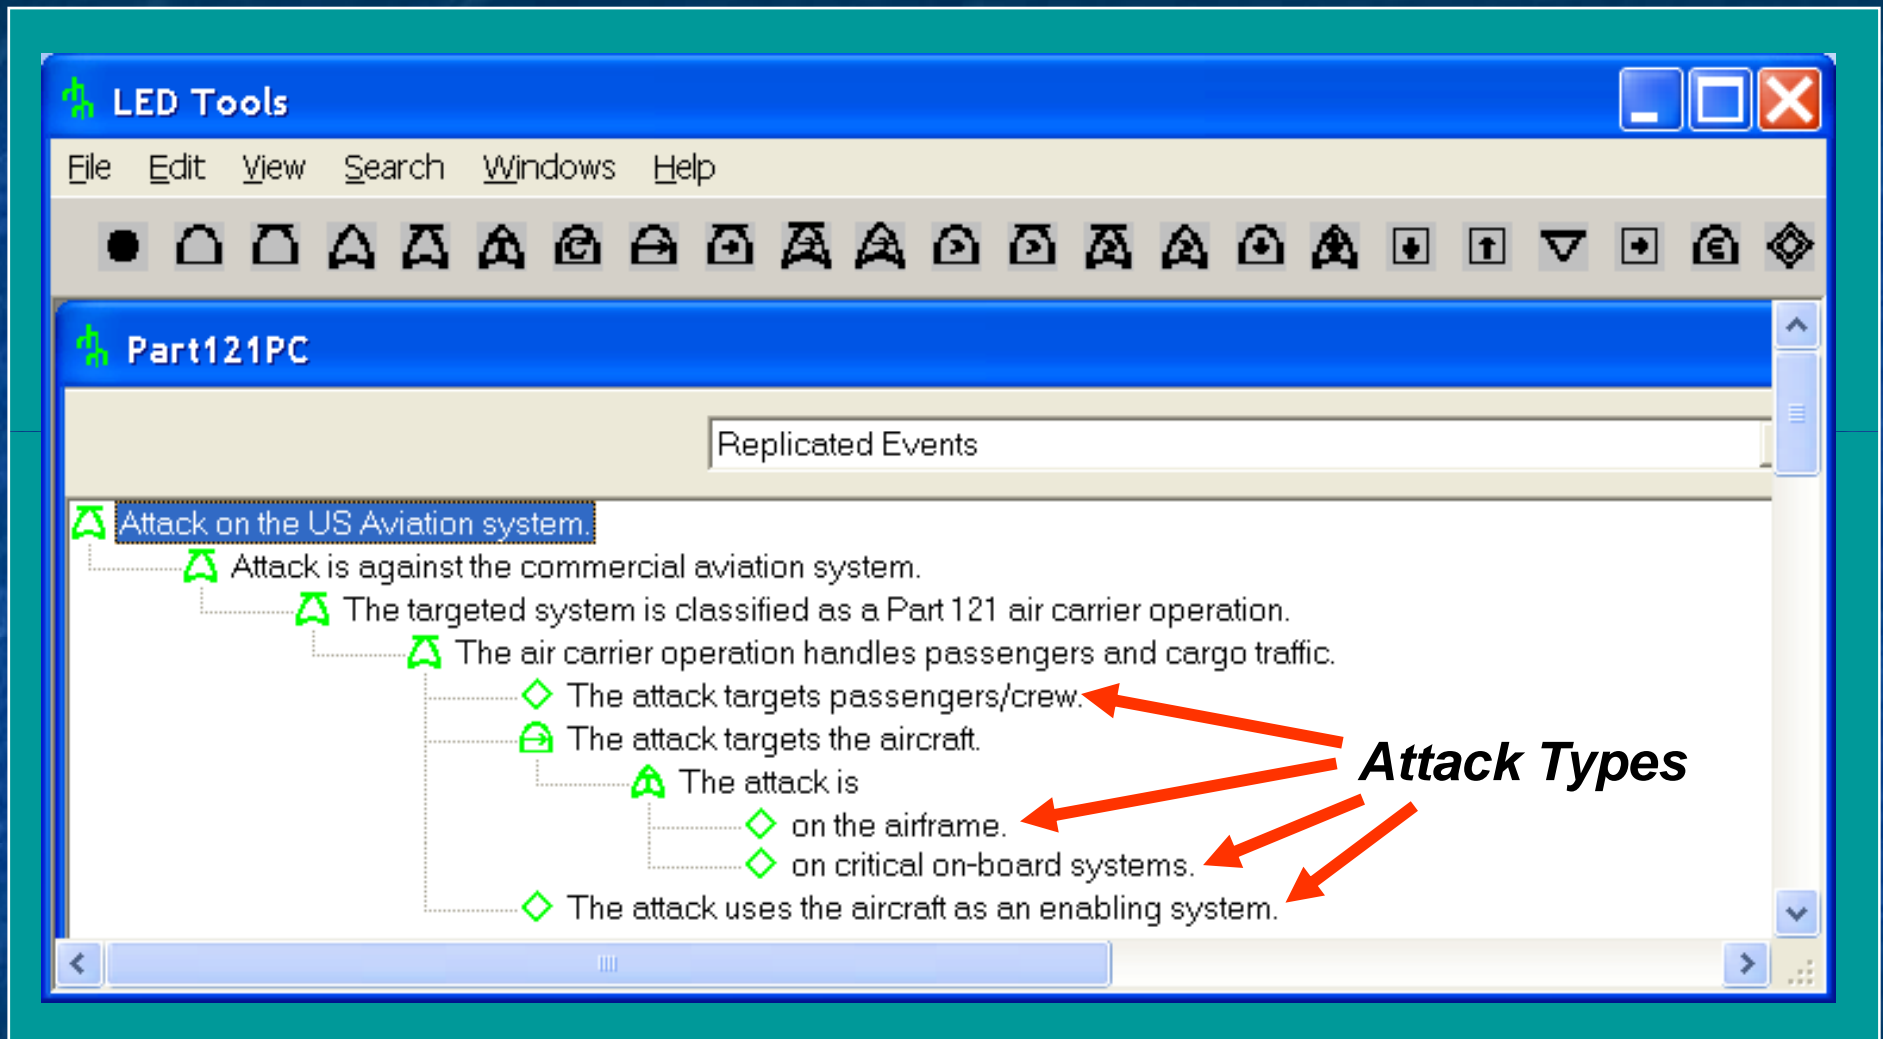 LED Tools
File Edit View Search Windows Help
Part121PC
Replicated Events
Attack on the US Aviation system.
Attack is against the commercial aviation system.
The targeted system is classified as a Part 121 air carrier operation.
The air carrier operation handles passengers and cargo traffic.
The attack targets passengers/crew.
The attack targets the aircraft.
Attack Types
The attack is
on the airframe.
on critical on-board systems.
The attack uses the aircraft as an enabling system.